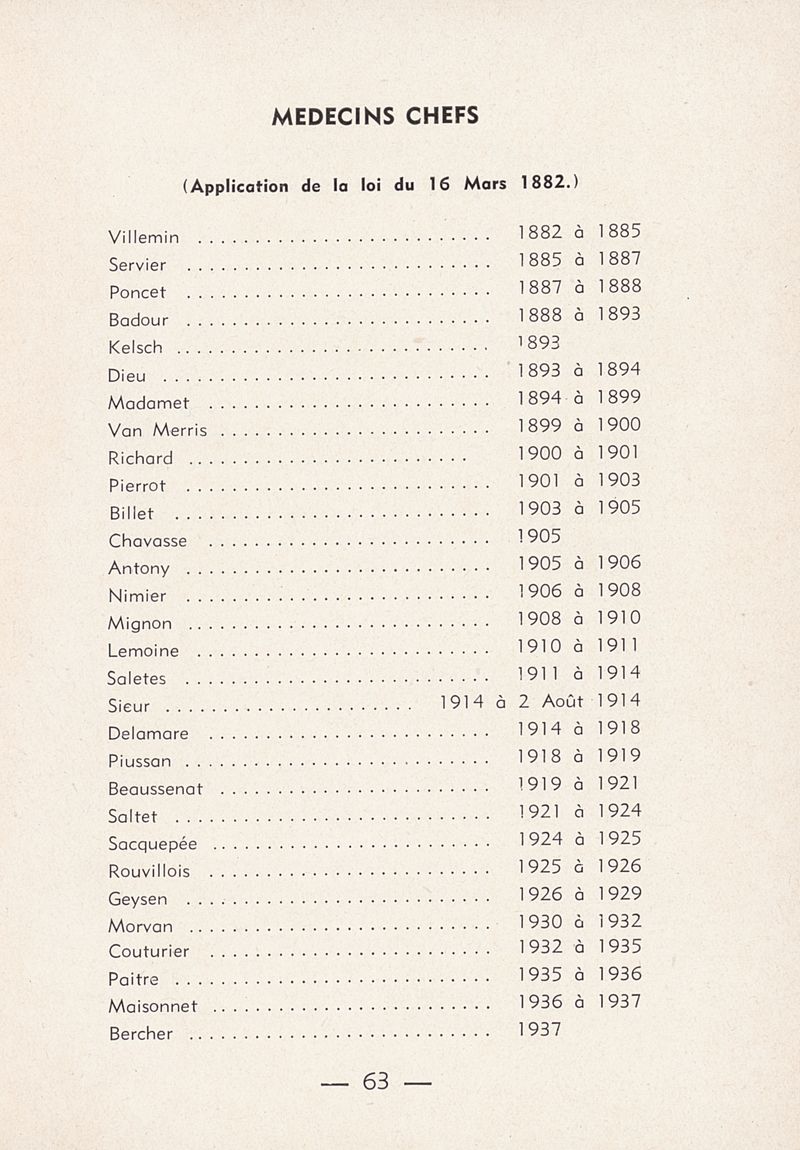 MEDECINS CHEFS
(Application de la loi du 16 Mars 1882.)
Villemin .......................... 1882 à 1885
Servier ........................... 1885 à 1887
Poncet ........................... 1887 à 1888
Badour ........................... 1888 à 1893
Kelsch ............................ 1893
Dieu ............................. 1893 à 1894
Madamet ......................... 1894 à 1899
Van Merris ........................ 1899 à 1900
Richard ......................... 1900 à 1901
Pierrot ........................... 1901 à 1903
Billet ............................ 1903 à 1905
Chavasse ......................... 1905
Antony ........................... 1905 à 1906
Nimier ........................... 1906 à 1908
Mignon ........................... 1908 à 1910
Lemoine .......................... 1910 à 1911
Saletes ........................... 1911 à 1914
Sieur ...................... 1914 à 2 Août 1914
Delamare ......................... 1914 à 1918
Piussan ........................... 1918 à 1919
Beaussenat ........................ 1919 à 1921
Saltet ............................ 1921 à 1924
Sacquepée ......................... 1924 à 1925
Rouvillois ......................... 1925 à 1926
Geysen ........................... 1926 à 1929
Morvan ........................... 1930 à 1932
Couturier ......................... 1932 à 1935
Paitre ............................ 1935 à 1936
Maisonnet ......................... 1936 à 1937
Bercher ........................... 1937
— 63 —